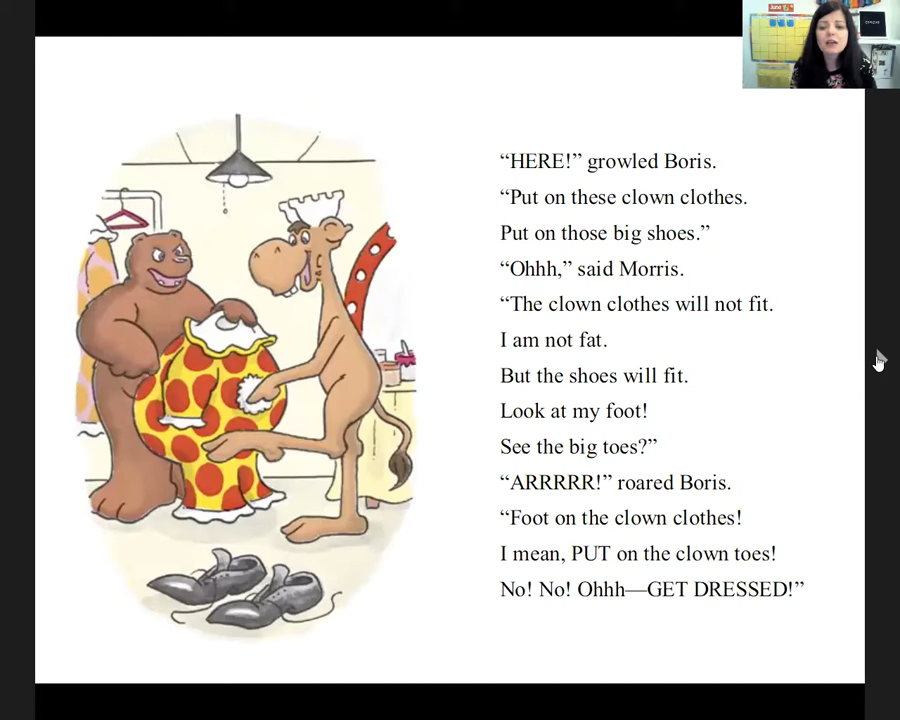 June
“HERE!” growled Boris.
“Put on these clown clothes.
Put on those big shoes.”
“Ohhh,” said Morris.
“The clown clothes will not fit.
I am not fat.
But the shoes will fit.
Look at my foot!
See the big toes?”
“ARRRRR!” roared Boris.
“Foot on the clown clothes!
I mean, PUT on the clown toes!
No! No! Ohhh—GET DRESSED!”